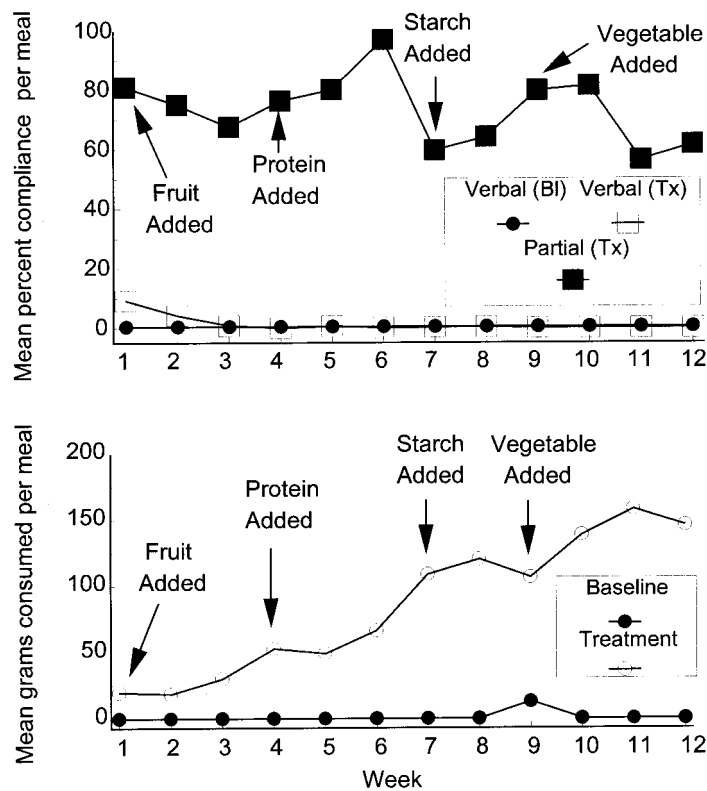 Mean percent compliance per meal
100
80
60
40
20
0
Fruit
Added
Protein
Added
Starch
Added
Vegetable
Added
Verbal (Bl) Verbal (Tx)
Partial (Tx)
1 2 3 4 5 6 7 8 9 10 11 12
Mean grams consumed per meal
200
150
100
50
0
Fruit
Added
Protein
Added
Starch
Added
Vegetable
Added
Baseline
Treatment
1 2 3 4 5 6 7 8 9 10 11 12
Week